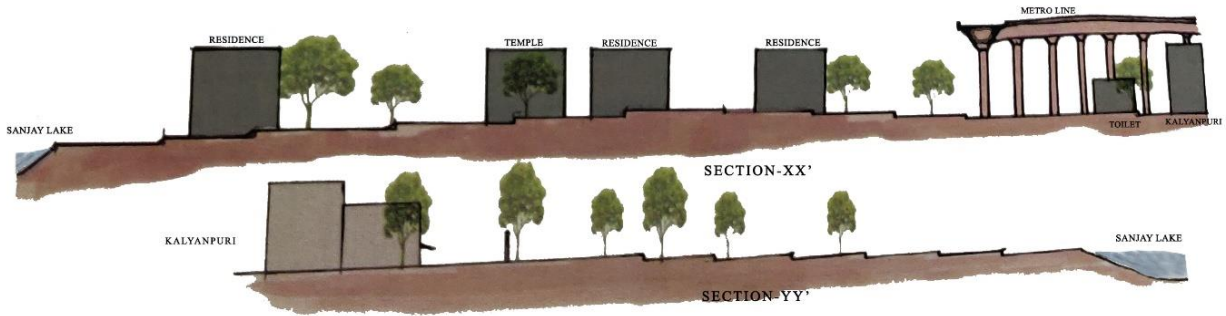 METRO LINE
RESIDENCE
TEMPLE
RESIDENCE
RESIDENCE
SANJAY LAKE
TOILET
KALYANPURI
SECTION-XX'
KALYANPURI
SANJAY LAKE
SECTION-YY'